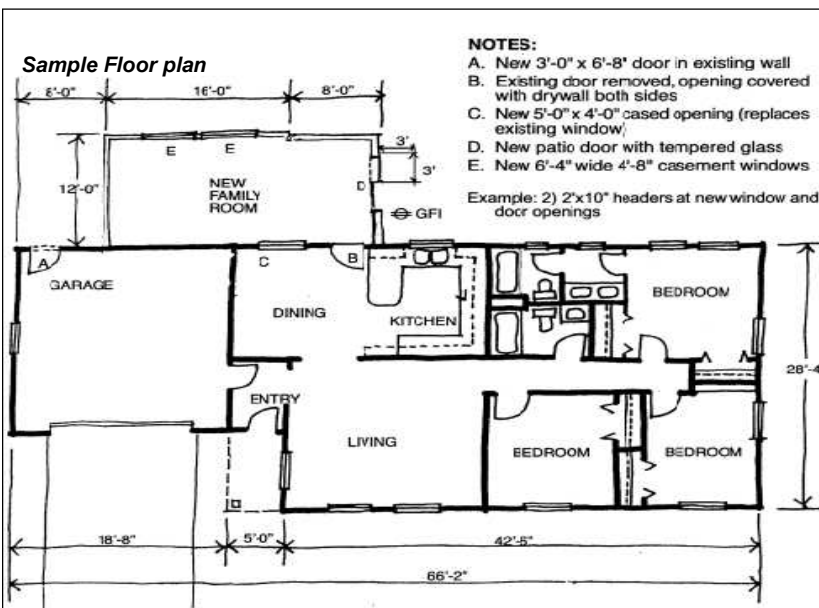 Sample Floor plan
NOTES:
A. New 3'-0" x 6'-8" door in existing wall
B. Existing door removed, opening covered
with drywall both sides
C. New 5'-0" x 4'-0" cased opening (replaces
existing window)
D. New patio door with tempered glass
E. New 6'-4" wide 4'-8" casement windows
Example: 2) 2"x10" headers at new window and
door openings
8'-0" 16'-0" 8'-0"
E E
3'
3'
12'-0"
NEW
FAMILY
ROOM
D
GFI
A
C
B
GARAGE
BEDROOM
DINING
KITCHEN
28'-4
ENTRY
LIVING
BEDROOM
BEDROOM
18'-8" 5'-0" 42'-6"
66'-2"